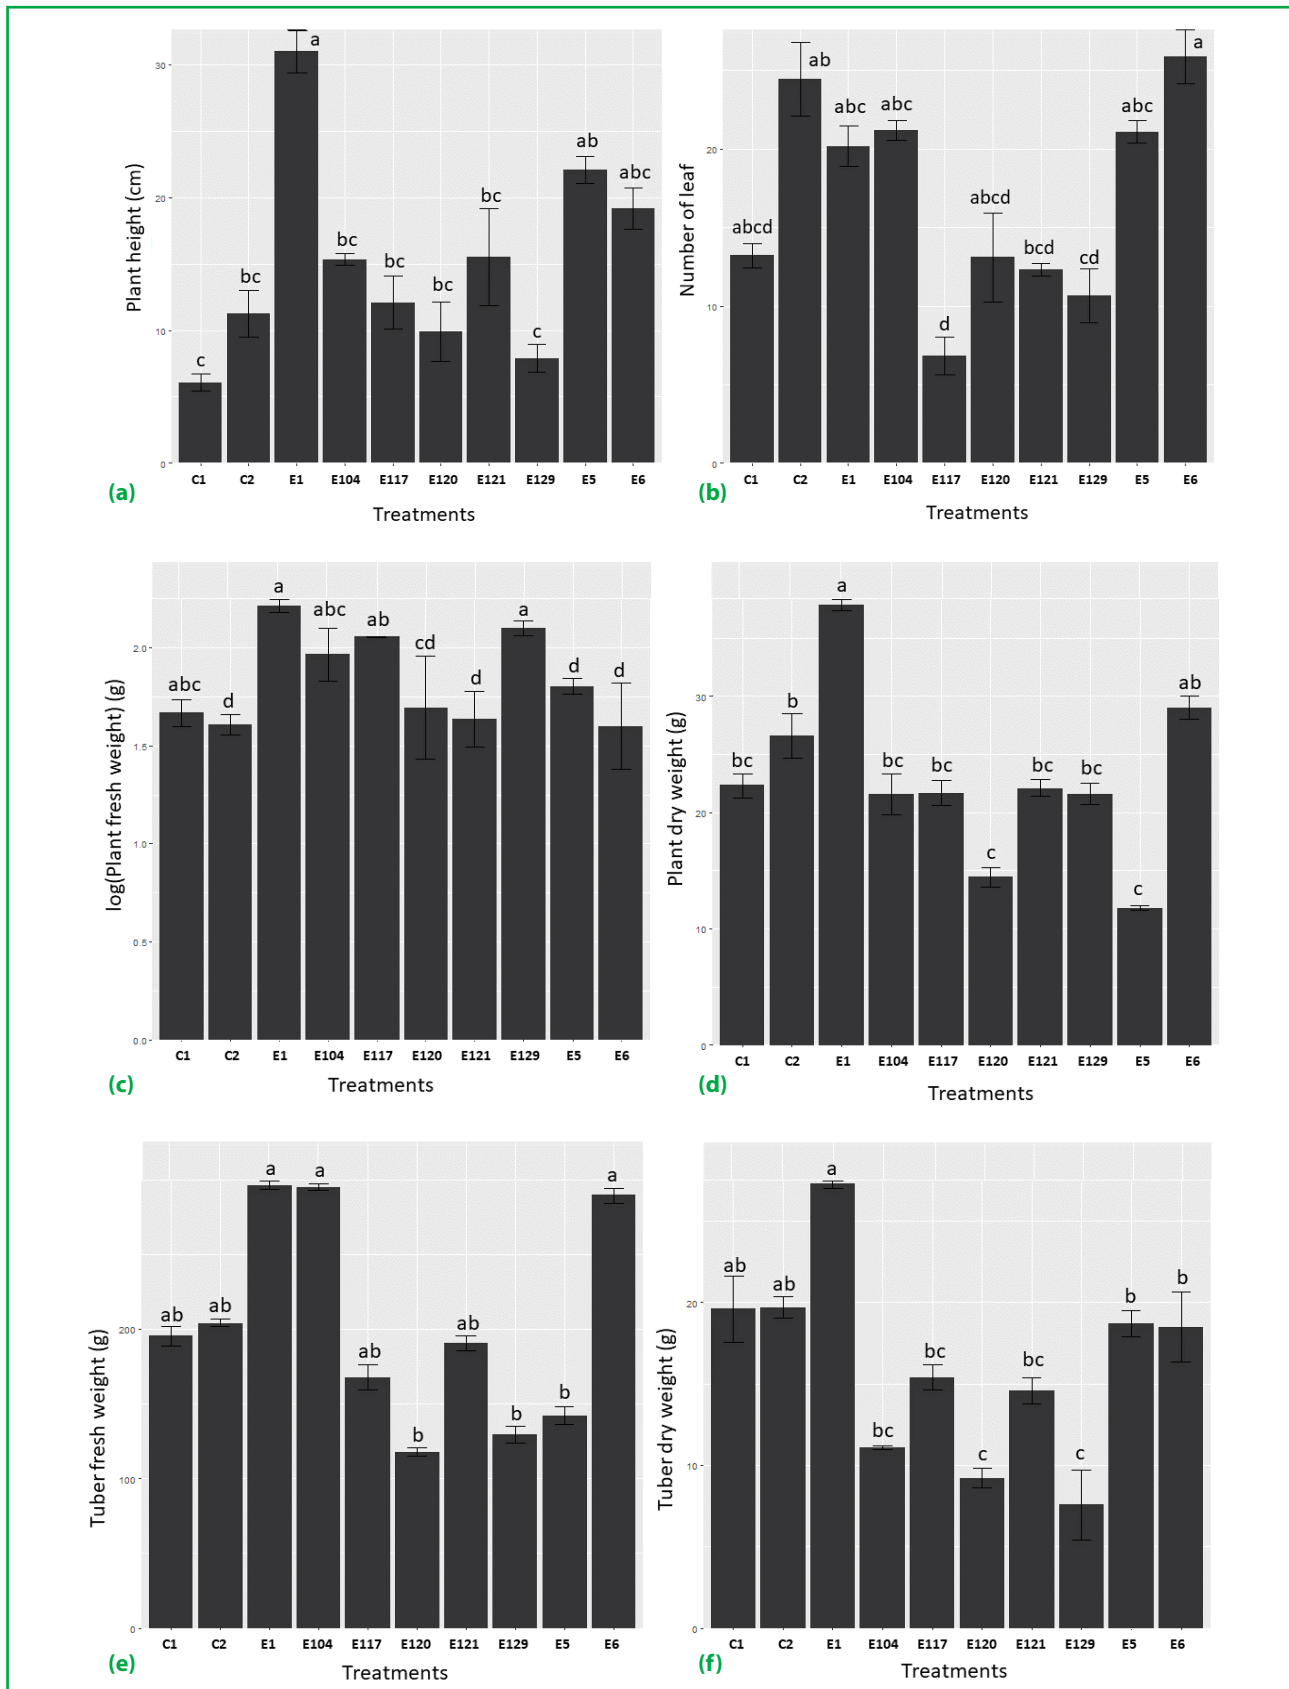 30
20
10
0
Plant height (cm)
c
bc
a
bc
bc
bc
bc
c
ab
abc
C1 C2 E1 E104 E117 E120 E121 E129 E5 E6
(a)
Treatments
20
10
0
Number of leaf
abcd
ab
abc
abc
d
abcd
bcd
cd
abc
a
C1 C2 E1 E104 E117 E120 E121 E129 E5 E6
(b)
Treatments
2.0
1.5
1.0
0.5
0.0
log(Plant fresh weight) (g)
abc
d
a
abc
ab
cd
d
a
d
d
C1 C2 E1 E104 E117 E120 E121 E129 E5 E6
(c)
Treatments
30
20
10
0
Plant dry weight (g)
bc
b
a
bc
bc
c
bc
bc
c
ab
C1 C2 E1 E104 E117 E120 E121 E129 E5 E6
(d)
Treatments
200
100
0
Tuber fresh weight (g)
ab
ab
a
a
ab
b
ab
b
b
a
C1 C2 E1 E104 E117 E120 E121 E129 E5 E6
(e)
Treatments
20
10
0
Tuber dry weight (g)
ab
ab
a
bc
bc
c
bc
c
b
b
C1 C2 E1 E104 E117 E120 E121 E129 E5 E6
(f)
Treatments